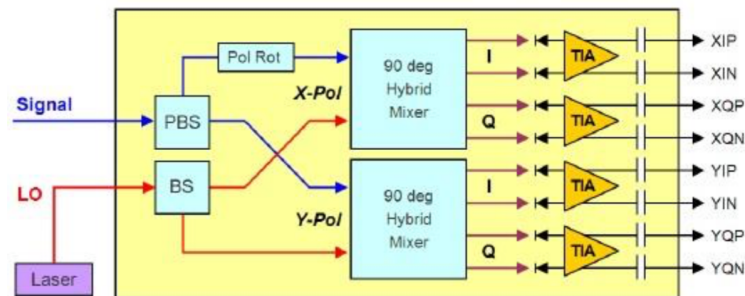 Pol Rot
X-Pol
90 deg
Hybrid
Mixer
I
Q
TIA
TIA
XIP
XIN
XQP
XQN
Signal
PBS
LO
BS
Laser
Y-Pol
90 deg
Hybrid
Mixer
I
Q
TIA
TIA
YIP
YIN
YQP
YQN